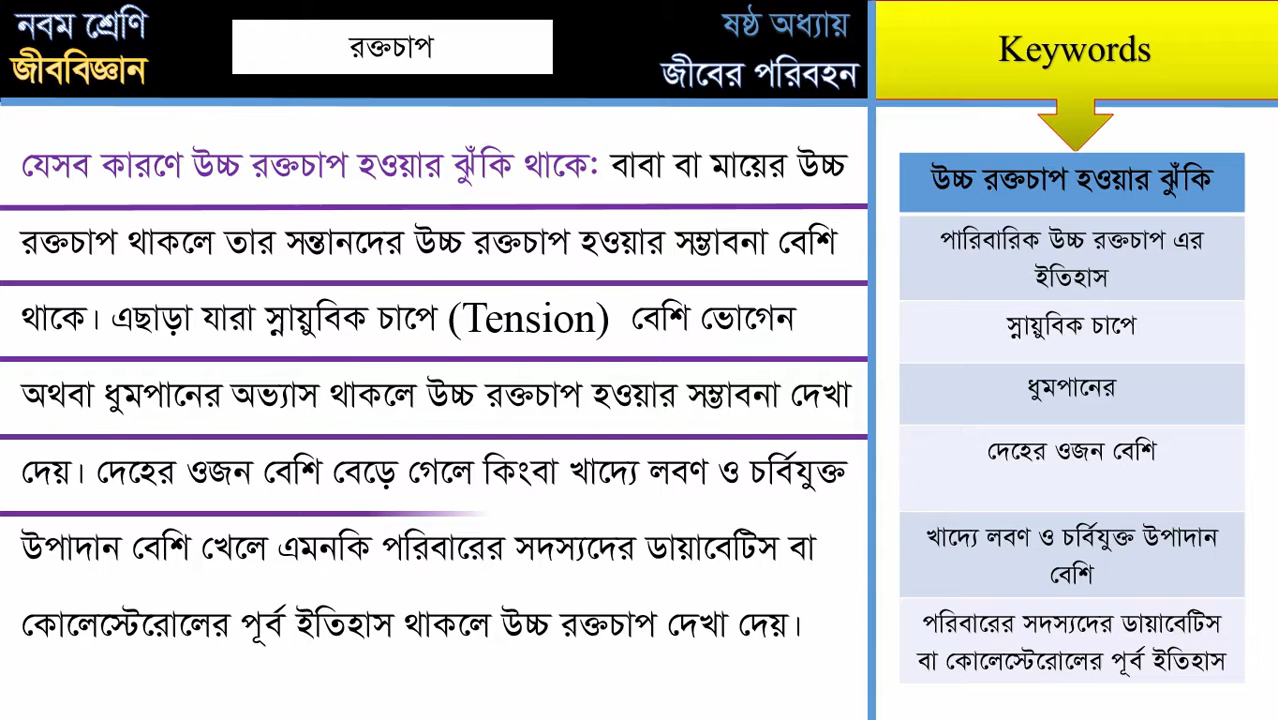 নবম শ্রেণি
জীববিজ্ঞান
রক্তচাপ
ষষ্ঠ অধ্যায়
জীবের পরিবহন
যেসব কারণে উচ্চ রক্তচাপ হওয়ার ঝুঁকি থাকে: বাবা বা মায়ের উচ্চ
রক্তচাপ থাকলে তার সন্তানদের উচ্চ রক্তচাপ হওয়ার সম্ভাবনা বেশি
থাকে। এছাড়া যারা স্নায়ুবিক চাপে (Tension) বেশি ভোগেন
অথবা ধুমপানের অভ্যাস থাকলে উচ্চ রক্তচাপ হওয়ার সম্ভাবনা দেখা
দেয়। দেহের ওজন বেশি বেড়ে গেলে কিংবা খাদ্যে লবণ ও চর্বিযুক্ত
উপাদান বেশি খেলে এমনকি পরিবারের সদস্যদের ডায়াবেটিস বা
কোলেস্টেরোলের পূর্ব ইতিহাস থাকলে উচ্চ রক্তচাপ দেখা দেয়।
Keywords
উচ্চ রক্তচাপ হওয়ার ঝুঁকি
পারিবারিক উচ্চ রক্তচাপ এর
ইতিহাস
স্নায়ুবিক চাপে
ধুমপানের
দেহের ওজন বেশি
খাদ্যে লবণ ও চর্বিযুক্ত উপাদান
বেশি
পরিবারের সদস্যদের ডায়াবেটিস
বা কোলেস্টেরোলের পূর্ব ইতিহাস